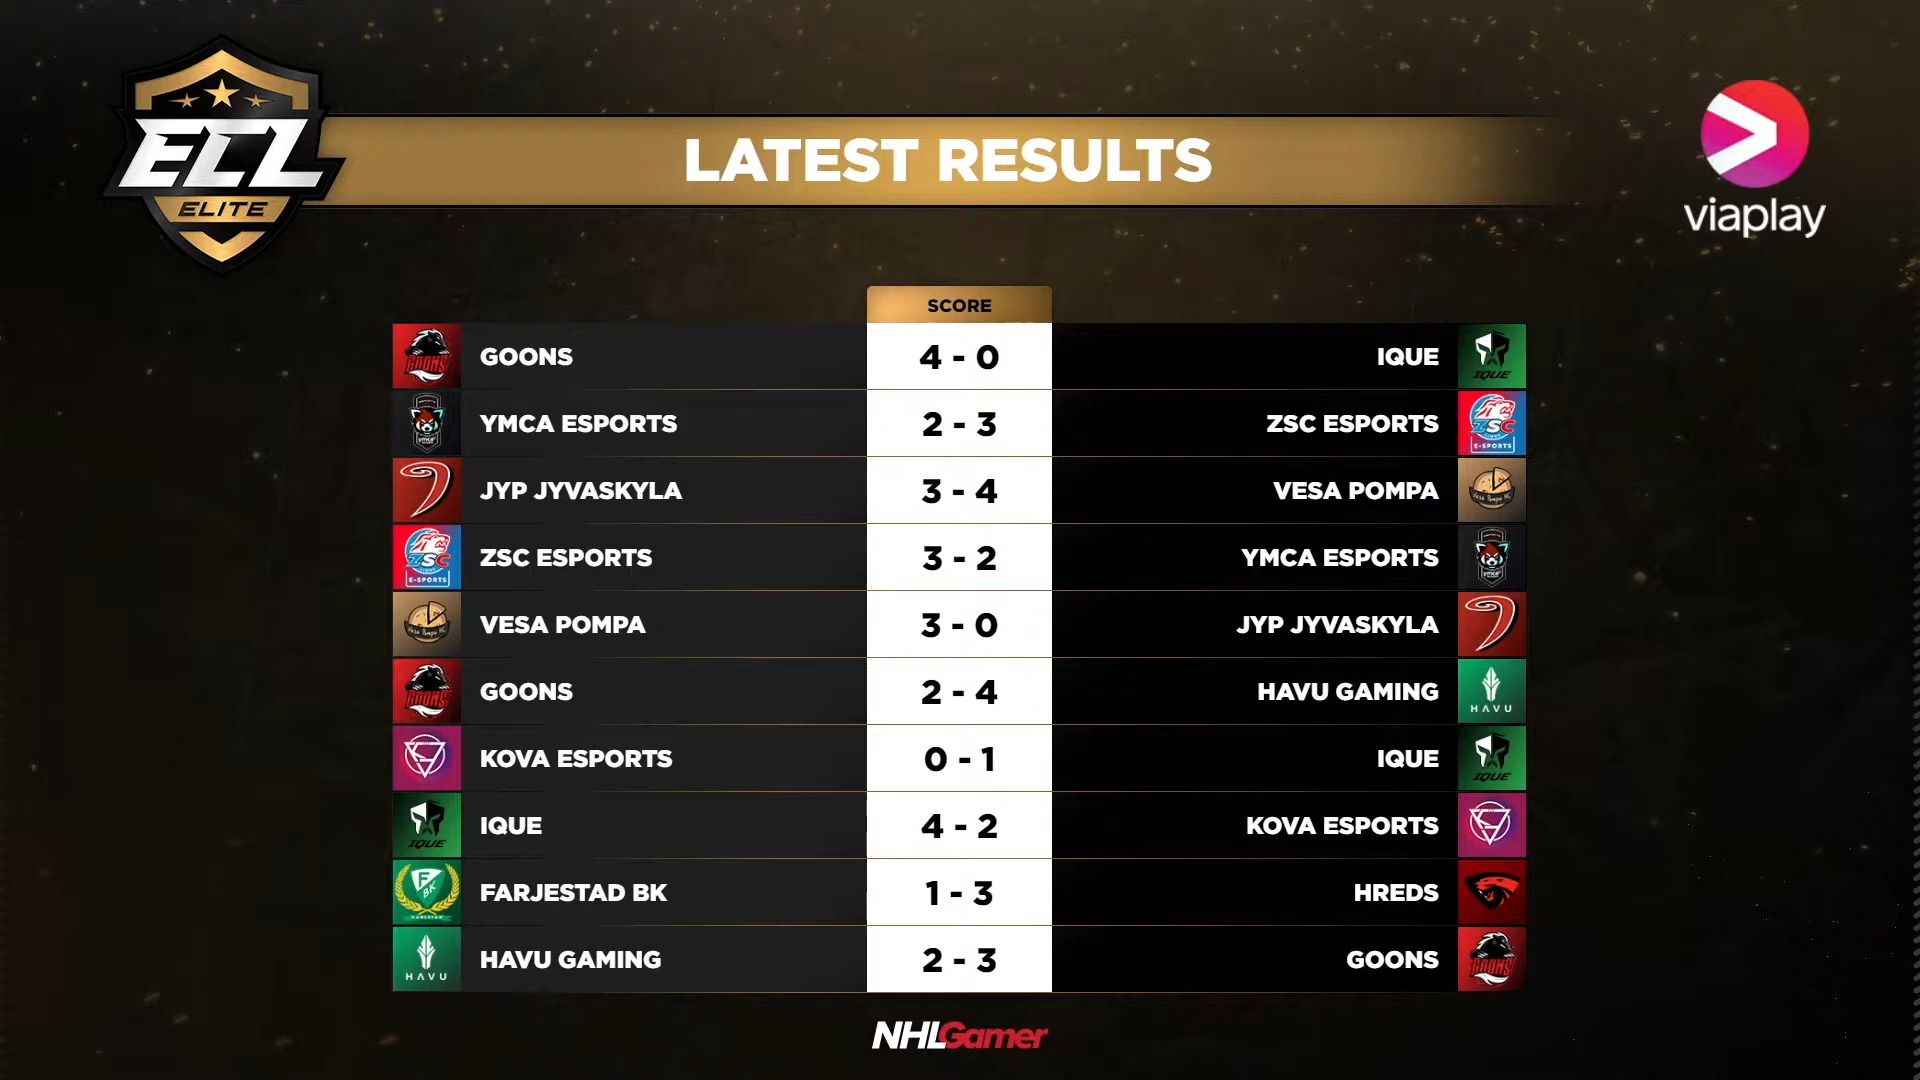 ECL
ELITE
LATEST RESULTS
viaplay
SCORE
GOONS 4 - 0 IQUE
YMCA ESPORTS 2 - 3 ZSC ESPORTS
JYP JYVASKYLA 3 - 4 VESA POMPA
ZSC ESPORTS 3 - 2 YMCA ESPORTS
VESA POMPA 3 - 0 JYP JYVASKYLA
GOONS 2 - 4 HAVU GAMING
KOVA ESPORTS 0 - 1 IQUE
IQUE 4 - 2 KOVA ESPORTS
FARJESTAD BK 1 - 3 HREDS
HAVU GAMING 2 - 3 GOONS
NHLGamer